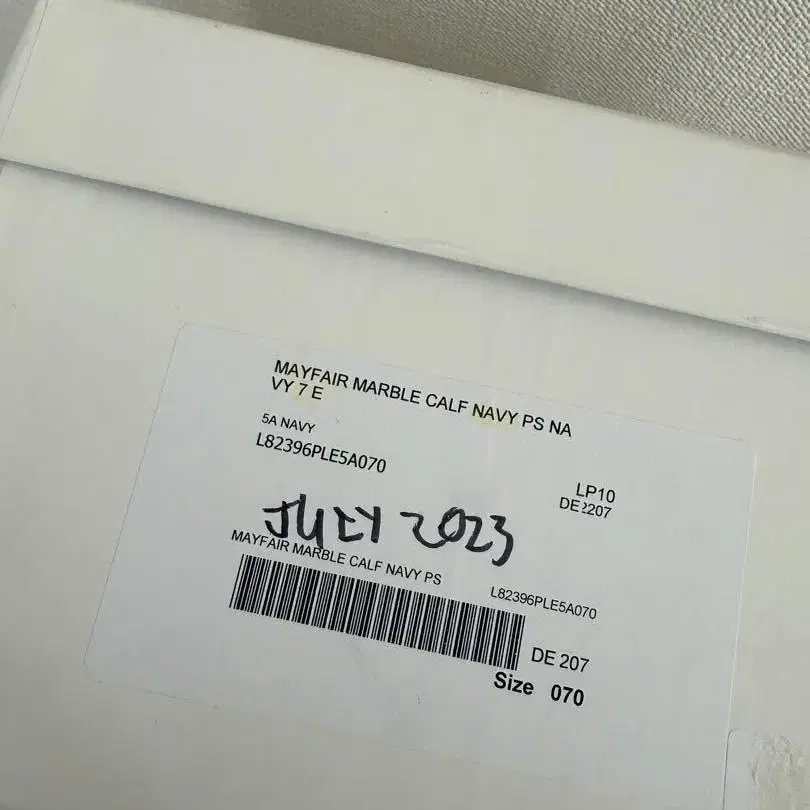 MAYFAIR MARBLE CALF NAVY PS NA
VY 7 E
5A NAVY
L82396PLE5A070
LP10
DE2207
JULY 2023
MAYFAIR MARBLE CALF NAVY PS
L82396PLE5A070
DE 207
Size 070